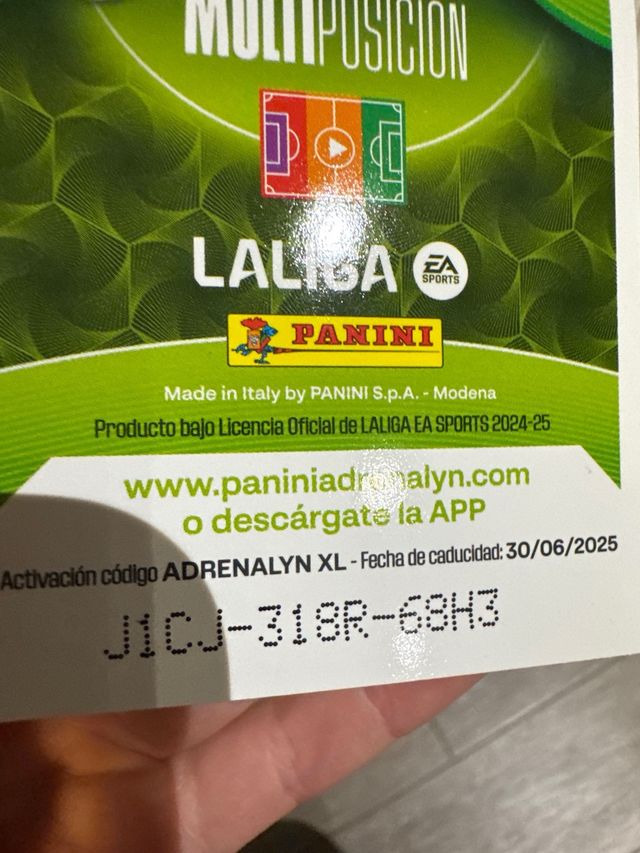 MULTIPOSICIÓN
LALIGA
EA
SPORTS
PANINI
Made in Italy by PANINI S.p.A. - Modena
Producto bajo Licencia Oficial de LALIGA EA SPORTS 2024-25
www.paniniadrenalyn.com
o descárgate la APP
Activación código ADRENALYN XL - Fecha de caducidad: 30/06/2025
J1CJ-318R-68H3